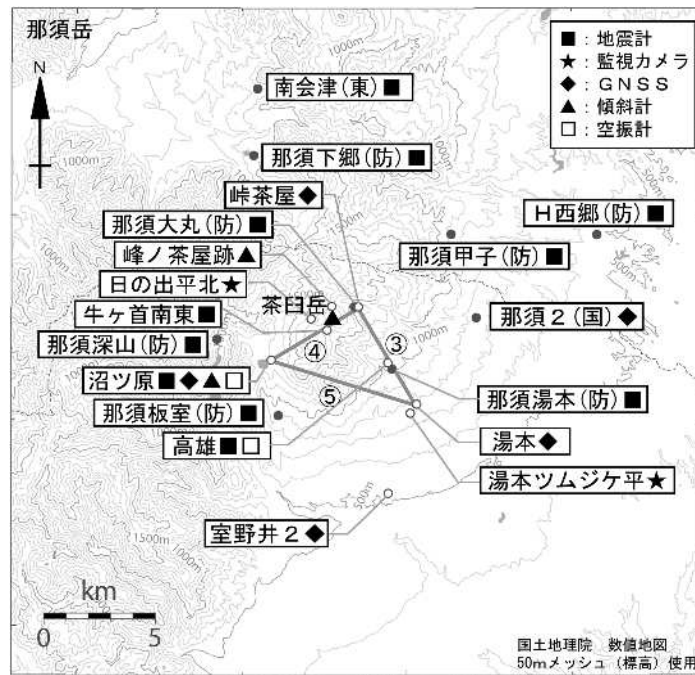 那須岳
■：地震計
★：監視カメラ
◆：ＧＮＳＳ
▲：傾斜計
□：空振計
N
1000m
1000m
南会津(東)■
那須下郷(防)■
峠茶屋◆
1500m
那須大丸(防)■
H西郷(防)■
峰ノ茶屋跡▲
那須甲子(防)■
日の出平北★
茶臼岳
牛ヶ首南東■
那須２(国)◆
1000m
那須深山(防)■
④
③
沼ツ原■◆▲□
⑤
那須板室(防)■
那須湯本(防)■
高雄■□
湯本◆
湯本ツムジケ平★
500m
室野井２◆
1500m
1000m
km
0 5
国土地理院 数値地図
50mメッシュ（標高）使用